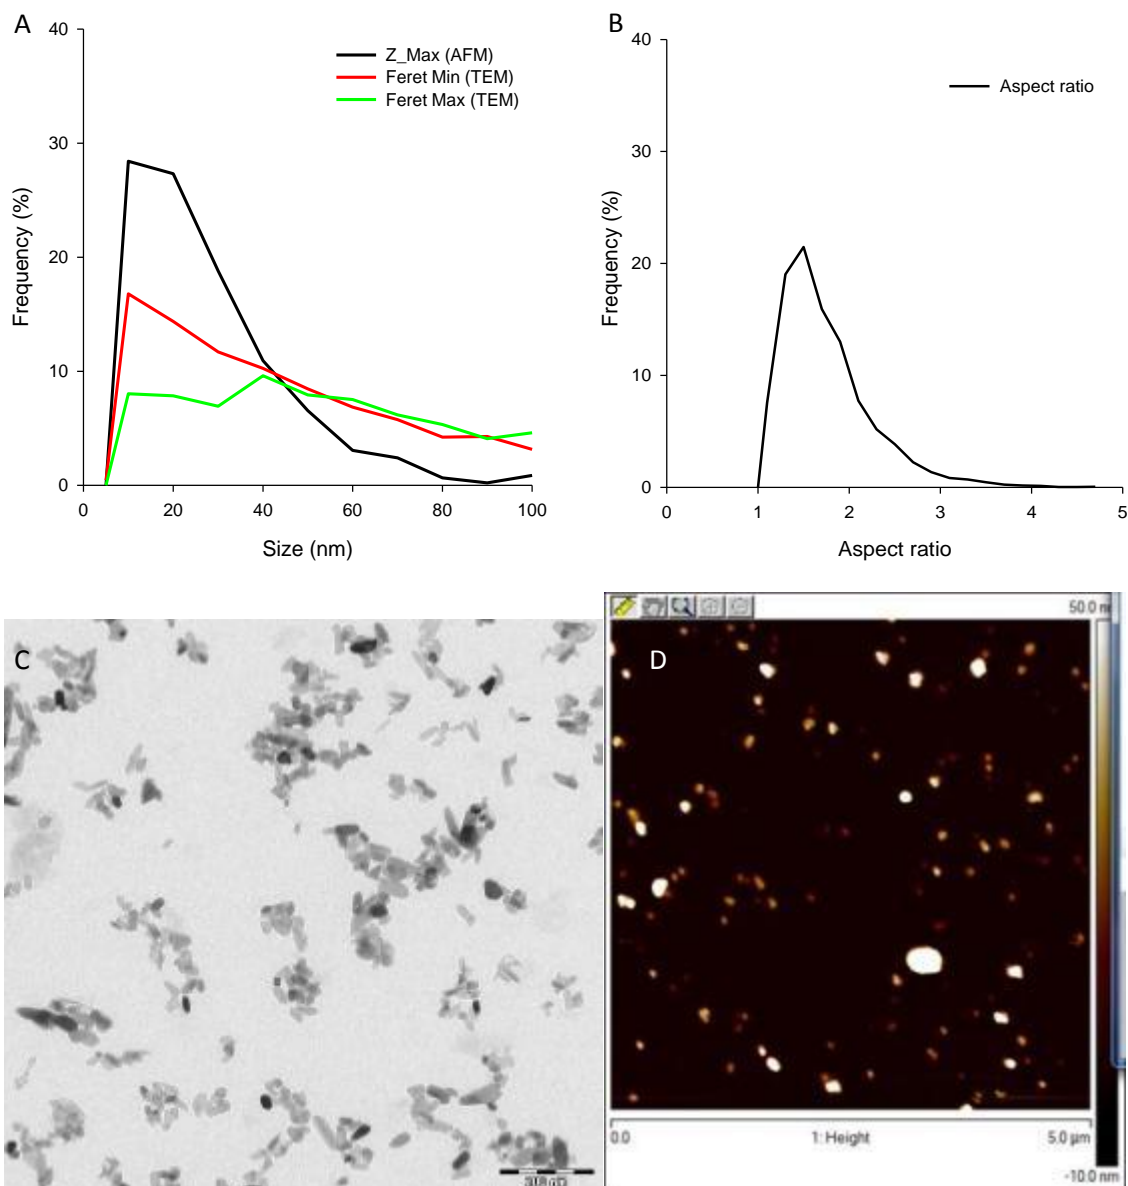 A
40
30
20
10
0
Frequency (%)
Z_Max (AFM)
Feret Min (TEM)
Feret Max (TEM)
0 20 40 60 80 100
Size (nm)
B
40
30
20
10
0
Frequency (%)
Aspect ratio
0 1 2 3 4 5
Aspect ratio
C
D
50.0
0.0 1: Height 5.0 µm
-10.0 nm